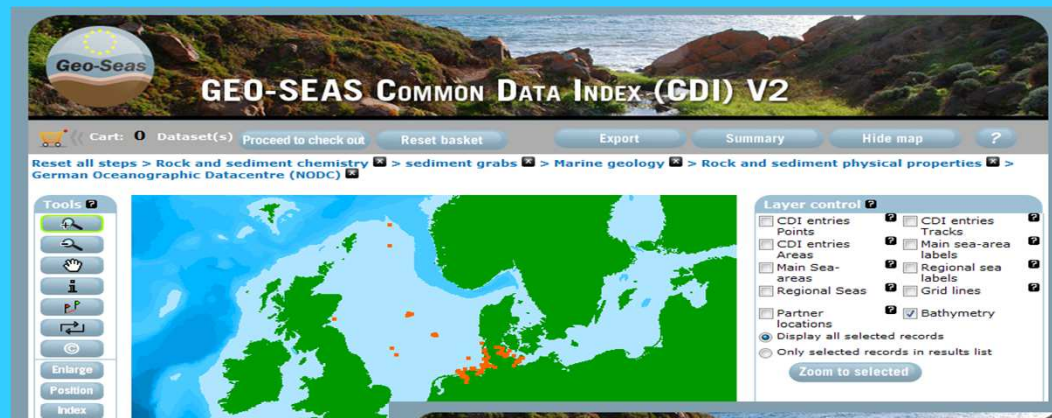 Geo-Seas
GEO-SEAS COMMON DATA INDEX (CDI) V2
Cart: 0 Dataset(s) Proceed to check out Reset basket Export Summary Hide map ?
Reset all steps > Rock and sediment chemistry > sediment grabs > Marine geology > Rock and sediment physical properties >
German Oceanographic Datacentre (NODC)
Tools ?
i
©
Enlarge
Position
Index
Layer control ?
CDI entries Points ? CDI entries Tracks ?
CDI entries Areas ? Main sea-area labels ?
Main Sea-areas ? Regional sea labels ?
Regional Seas ? Grid lines ?
Partner locations ? Bathymetry
Display all selected records
Only selected records in results list
Zoom to selected